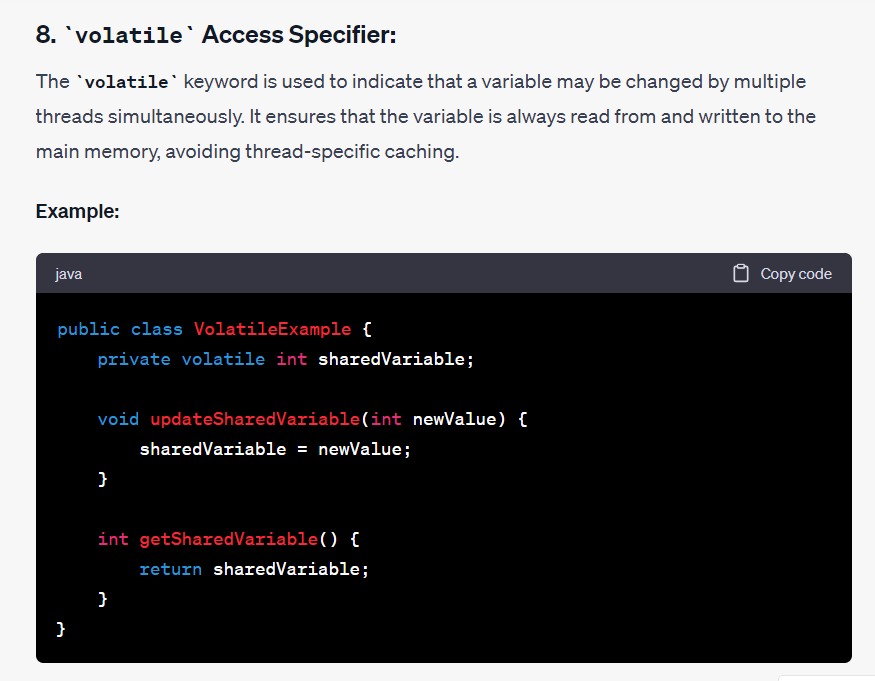 8. `volatile` Access Specifier:
The `volatile` keyword is used to indicate that a variable may be changed by multiple
threads simultaneously. It ensures that the variable is always read from and written to the
main memory, avoiding thread-specific caching.
Example:
java Copy code
public class VolatileExample {
    private volatile int sharedVariable;

    void updateSharedVariable(int newValue) {
        sharedVariable = newValue;
    }

    int getSharedVariable() {
        return sharedVariable;
    }
}